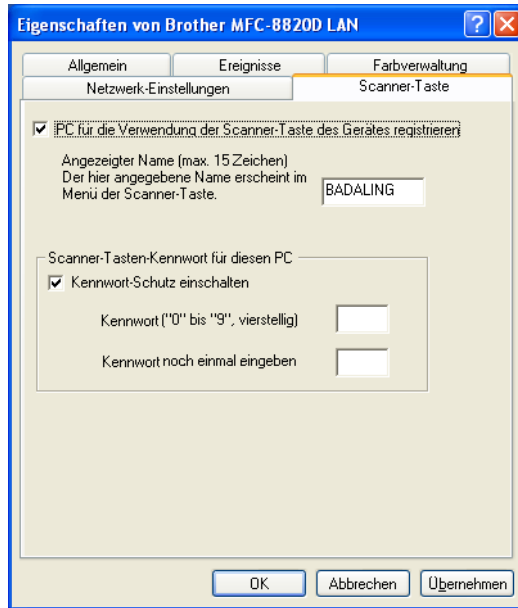 Eigenschaften von Brother MFC-8820D LAN
Allgemein
Ereignisse
Farbverwaltung
Netzwerk-Einstellungen
Scanner-Taste
PC für die Verwendung der Scanner-Taste des Gerätes registrieren
Angezeigter Name (max. 15 Zeichen)
Der hier angegebene Name erscheint im
Menü der Scanner-Taste.
BADALING
Scanner-Tasten-Kennwort für diesen PC
Kennwort-Schutz einschalten
Kennwort ("0" bis "9", vierstellig)
Kennwort noch einmal eingeben
OK
Abbrechen
Übernehmen